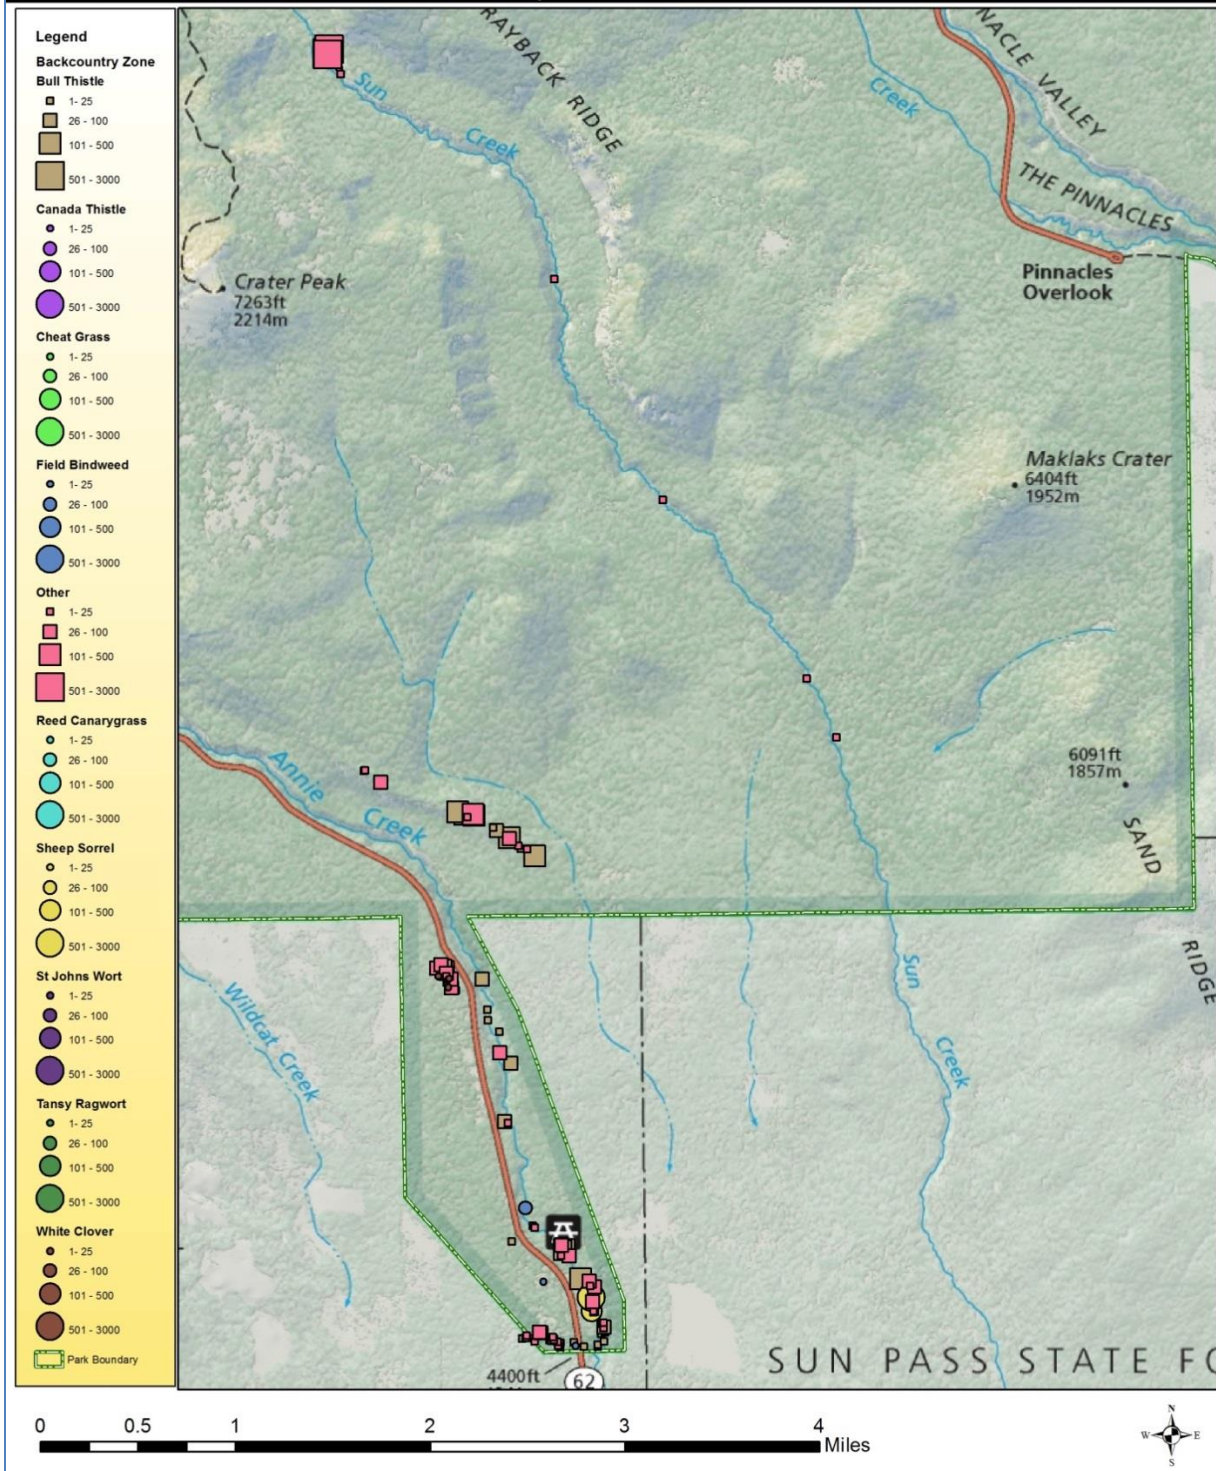 Legend
Backcountry Zone
Bull Thistle
1- 25
26 - 100
101 - 500
501 - 3000
Canada Thistle
1- 25
26 - 100
101 - 500
501 - 3000
Cheat Grass
1- 25
26 - 100
101 - 500
501 - 3000
Field Bindweed
1- 25
26 - 100
101 - 500
501 - 3000
Other
1- 25
26 - 100
101 - 500
501 - 3000
Reed Canarygrass
1- 25
26 - 100
101 - 500
501 - 3000
Sheep Sorrel
1- 25
26 - 100
101 - 500
501 - 3000
St Johns Wort
1- 25
26 - 100
101 - 500
501 - 3000
Tansy Ragwort
1- 25
26 - 100
101 - 500
501 - 3000
White Clover
1- 25
26 - 100
101 - 500
501 - 3000
Park Boundary
RAYBACK RIDGE
NACLE VALLEY
Sun
Creek
Creek
THE PINNACLES
Pinnacles
Overlook
Crater Peak
7263ft
2214m
Maklaks Crater
6404ft
1952m
6091ft
1857m
SAND
RIDGE
Annie
Creek
Sun
Creek
Wildcat Creek
SUN PASS STATE FO
4400ft
62
0 0.5 1 2 3 4
Miles
N
W E
S